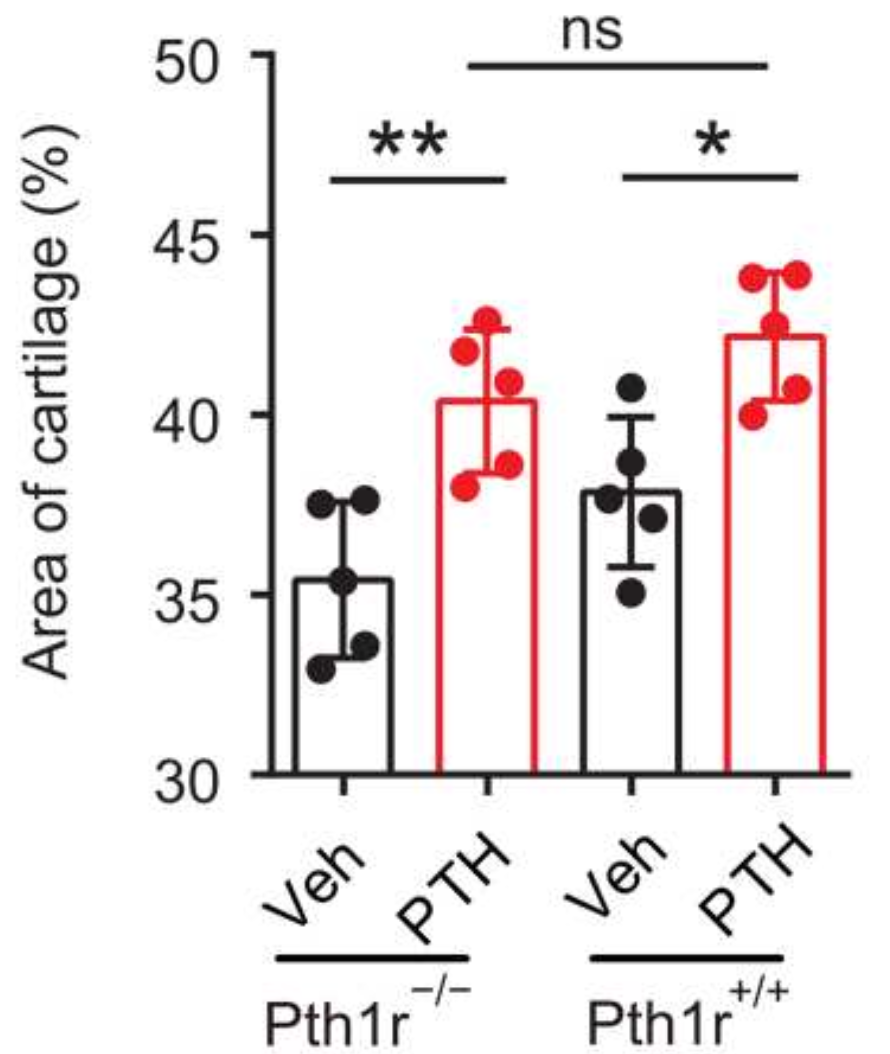 ns
** *
Area of cartilage (%)
50
45
40
35
30
Veh PTH Veh PTH
Pth1r⁻/⁻ Pth1r⁺/⁺